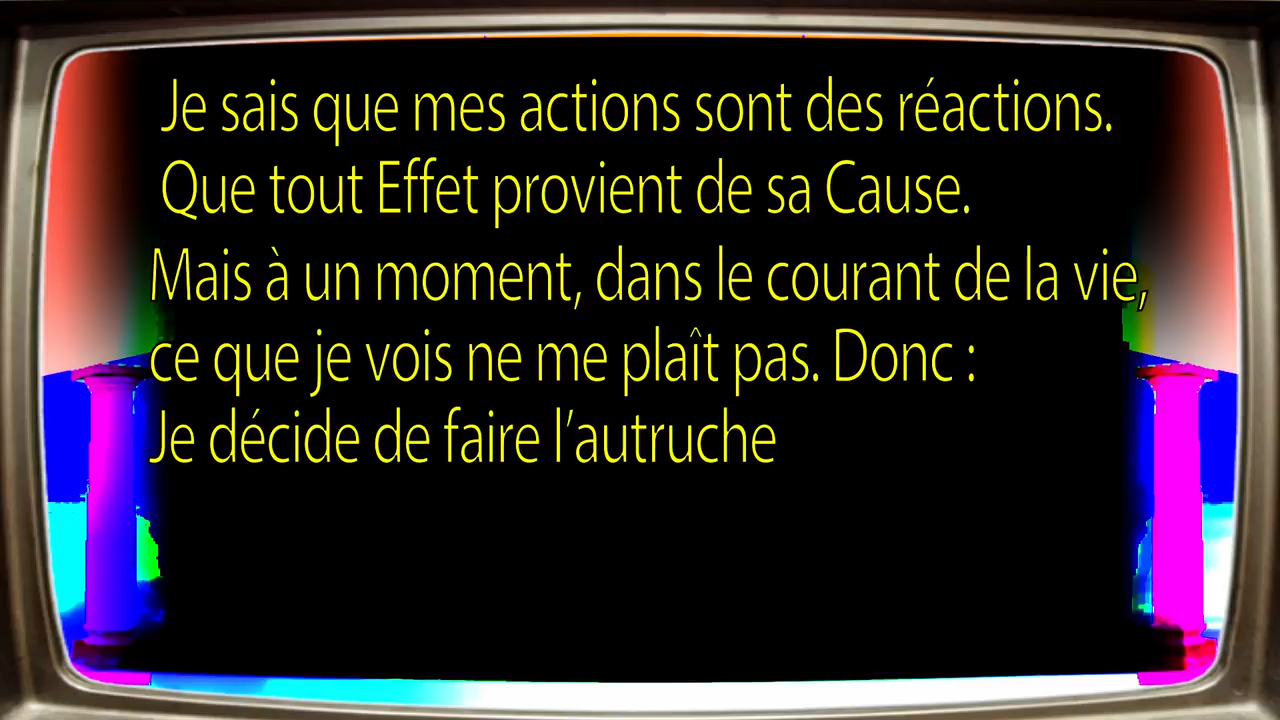 Je sais que mes actions sont des réactions.
Que tout Effet provient de sa Cause.
Mais à un moment, dans le courant de la vie,
ce que je vois ne me plaît pas. Donc :
Je décide de faire l’autruche